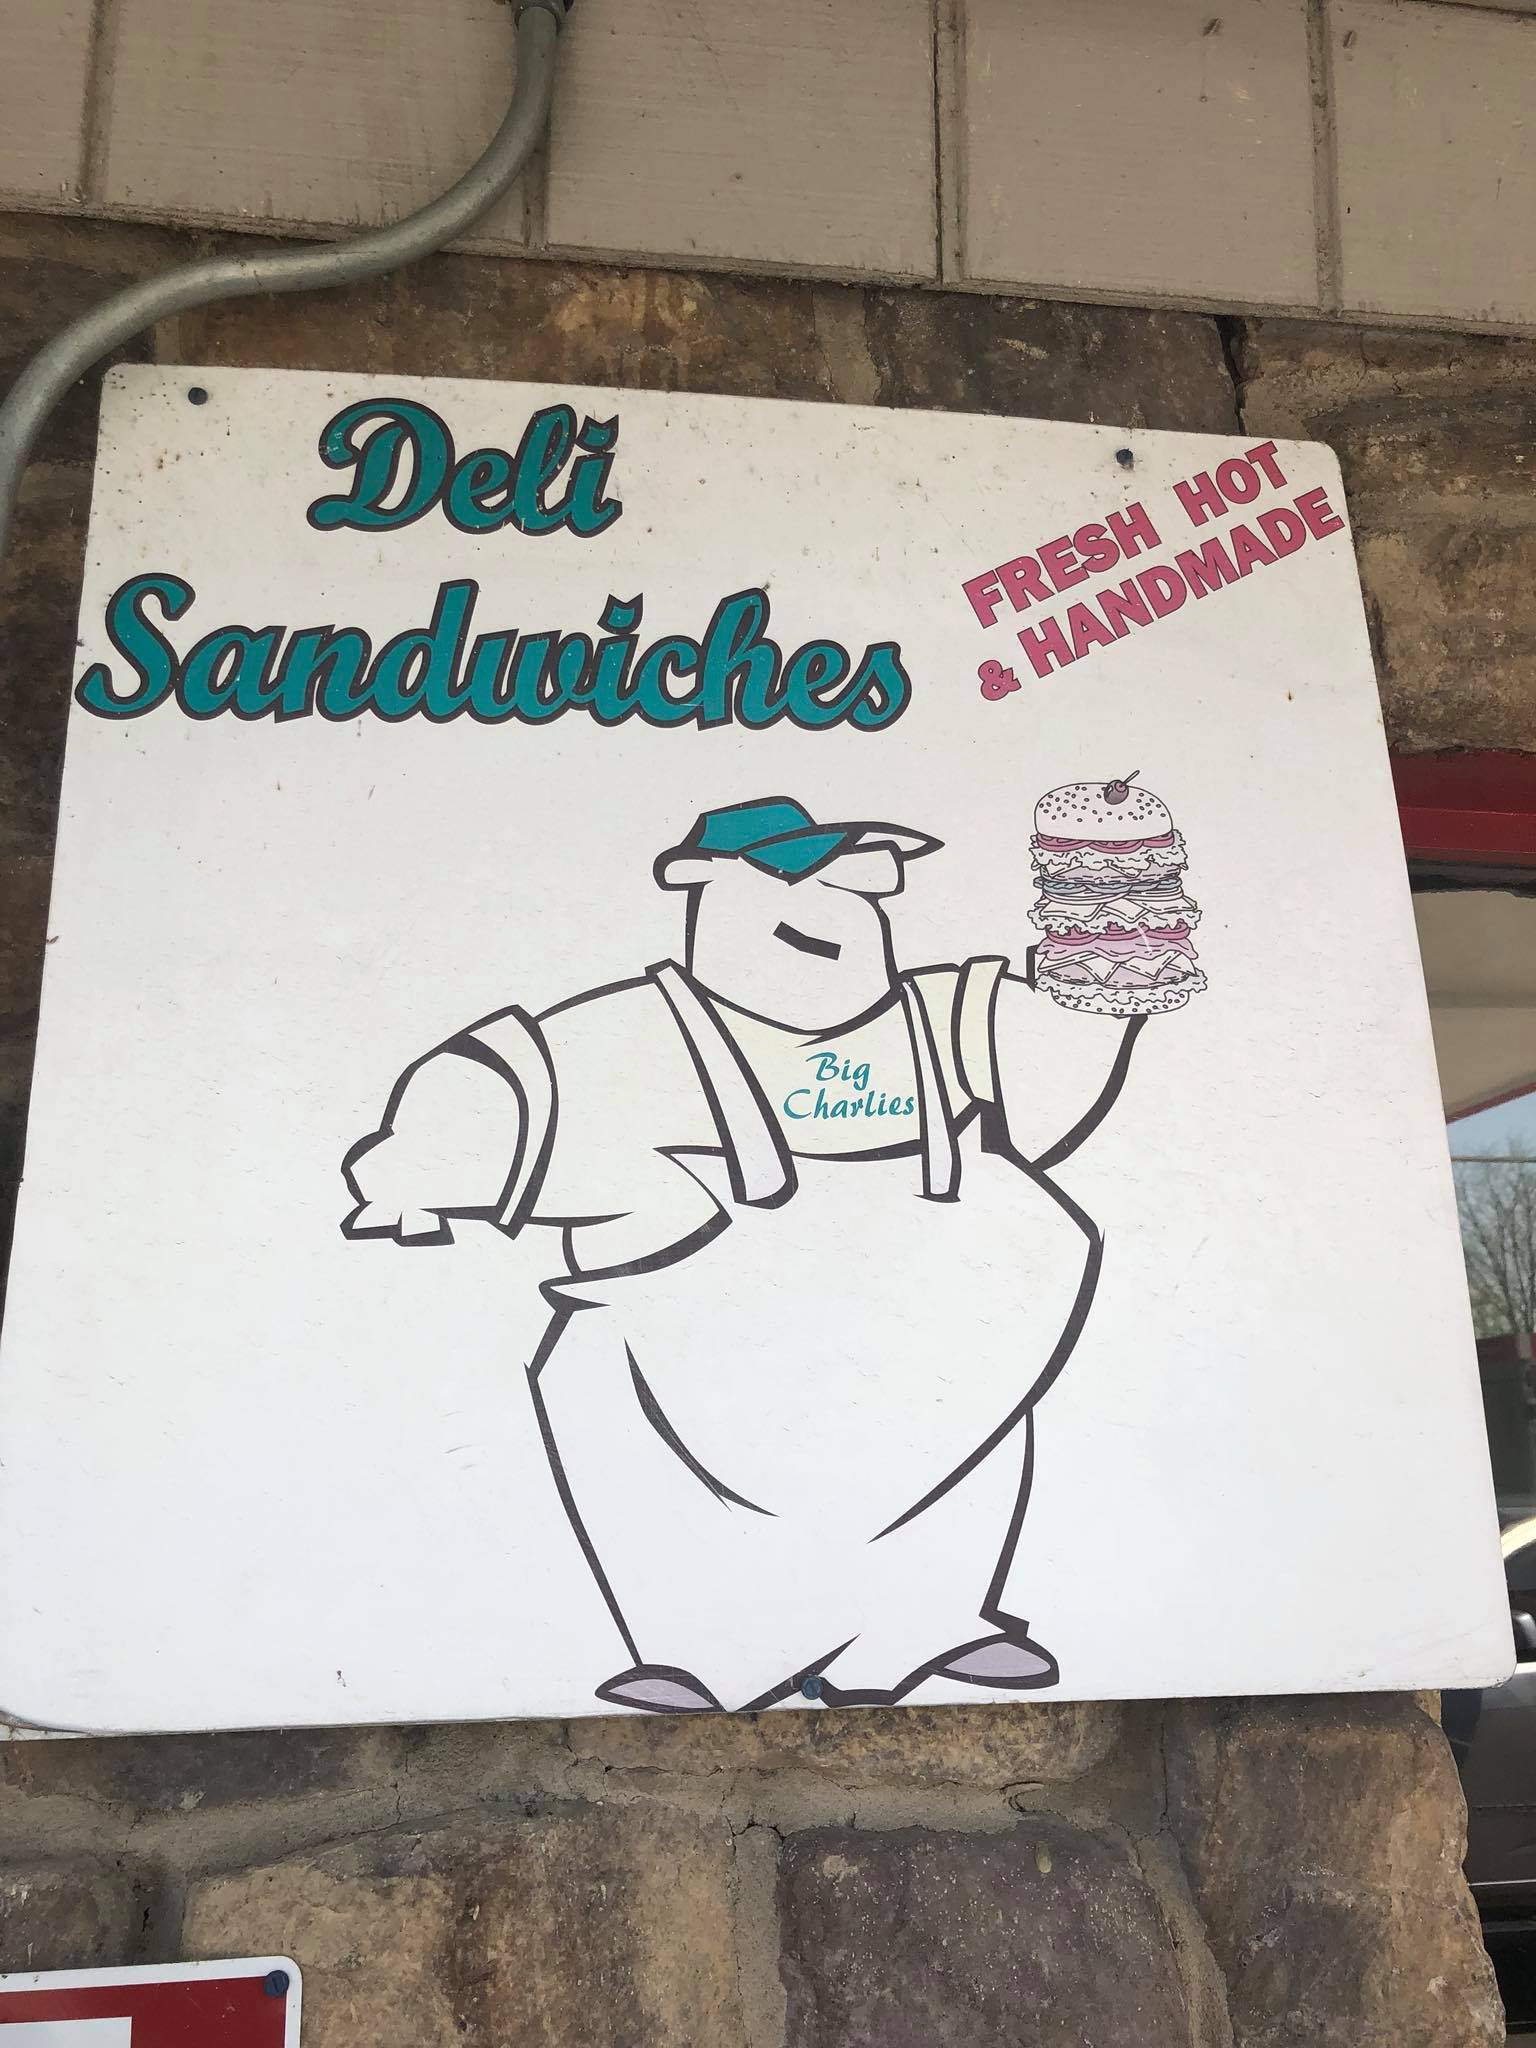 Deli
Sandwiches
FRESH HOT
& HANDMADE
Big
Charlies